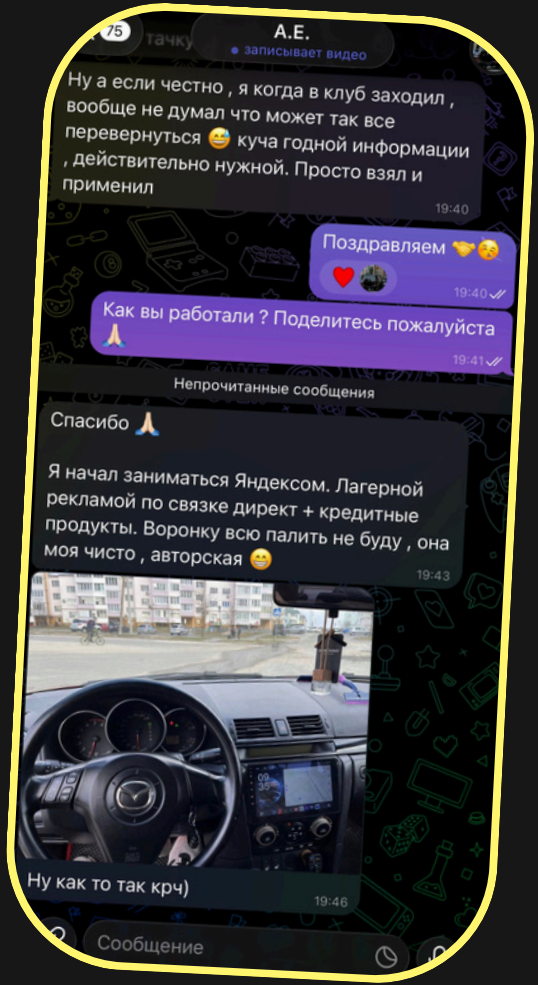 75
тачку
А.Е.
записывает видео
Ну а если честно , я когда в клуб заходил ,
вообще не думал что может так все
перевернуться 😅 куча годной информации
, действительно нужной. Просто взял и
применил
19:40
Поздравляем 🤝🥳
19:40
Как вы работали ? Поделитесь пожалуйста
🙏🏻
19:41
Непрочитанные сообщения
Спасибо 🙏🏻
Я начал заниматься Яндексом. Лагерной
рекламой по связке директ + кредитные
продукты. Воронку всю палить не буду , она
моя чисто , авторская 😁
19:43
Ну как то так крч)
19:46
Сообщение